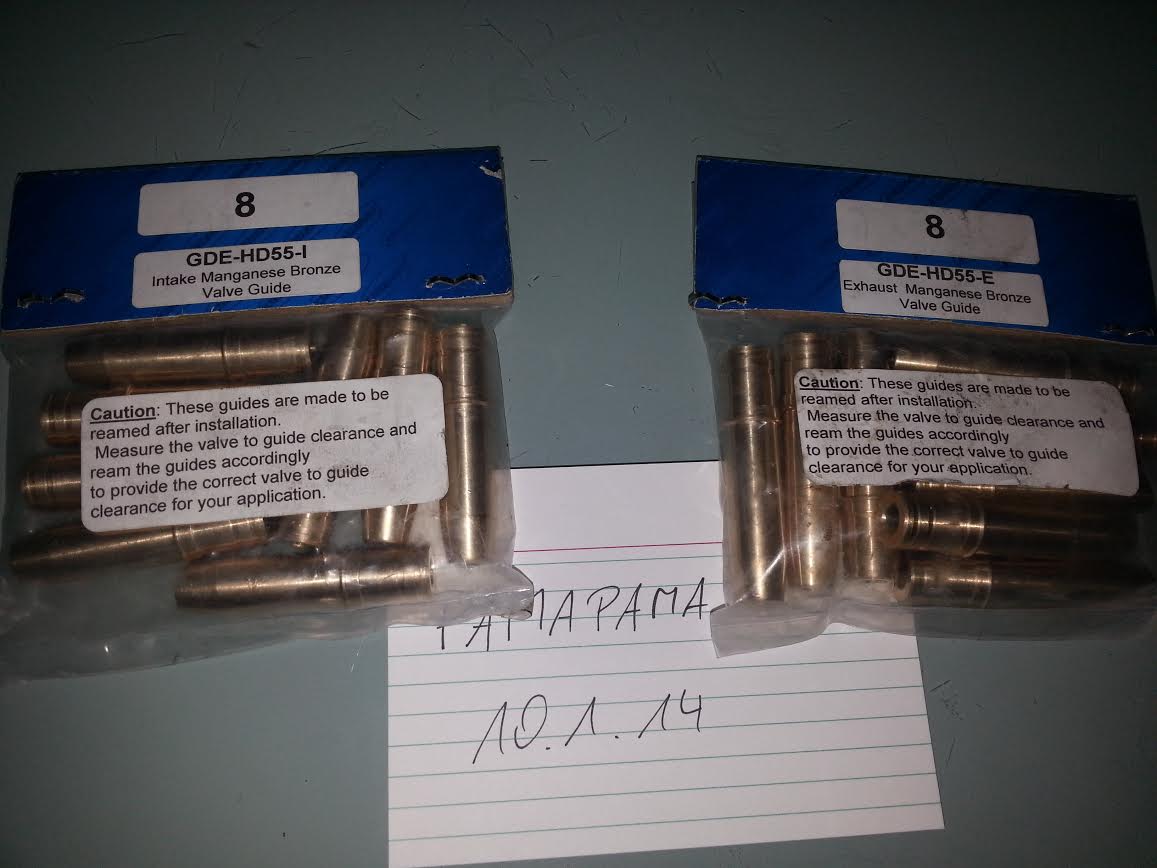 8
GDE-HD55-I
Intake Manganese Bronze
Valve Guide
Caution: These guides are made to be
reamed after installation.
Measure the valve to guide clearance and
ream the guides accordingly
to provide the correct valve to guide
clearance for your application.
8
GDE-HD55-E
Exhaust Manganese Bronze
Valve Guide
Caution: These guides are made to be
reamed after installation.
Measure the valve to guide clearance and
ream the guides accordingly
to provide the correct valve to guide
clearance for your application.
10.1.14